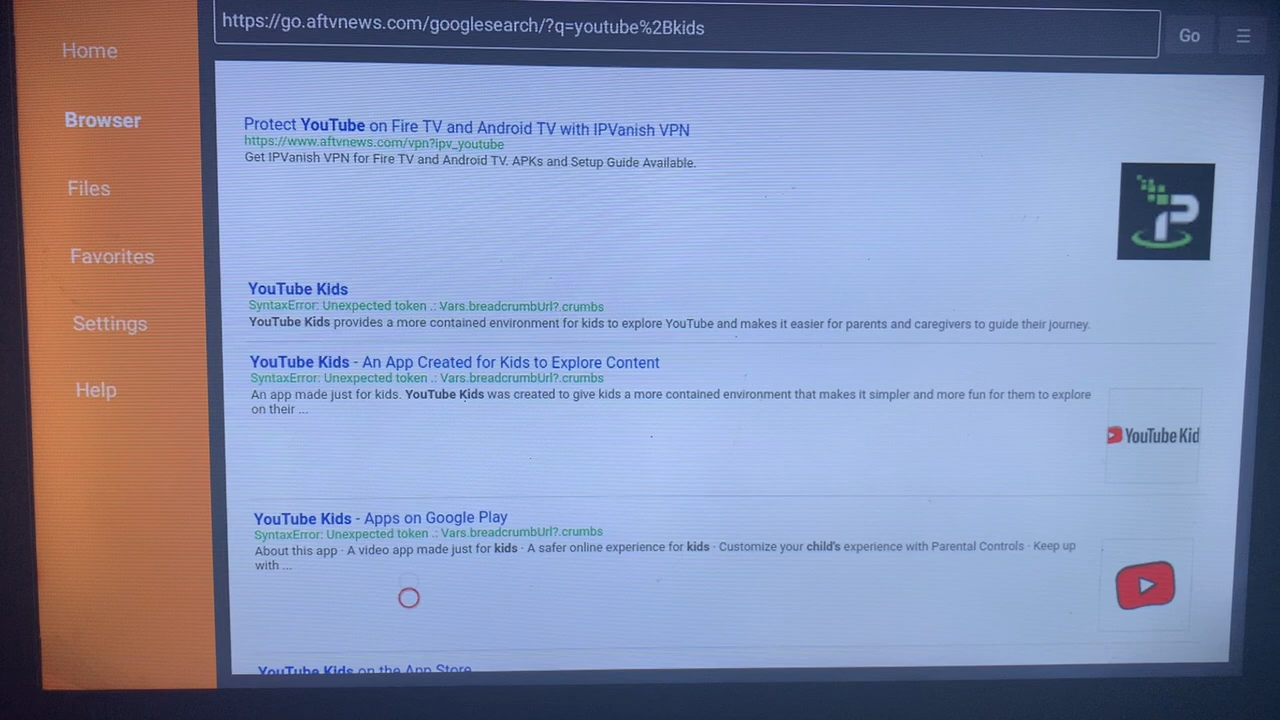 https://go.aftvnews.com/googlesearch/?q=youtube%2Bkids
Go
Home
Browser
Files
Favorites
Settings
Help
Protect YouTube on Fire TV and Android TV with IPVanish VPN
https://www.aftvnews.com/vpn?ipv_youtube
Get IPVanish VPN for Fire TV and Android TV. APKs and Setup Guide Available.
YouTube Kids
SyntaxError: Unexpected token .: Vars.breadcrumbUrl?.crumbs
YouTube Kids provides a more contained environment for kids to explore YouTube and makes it easier for parents and caregivers to guide their journey.
YouTube Kids - An App Created for Kids to Explore Content
SyntaxError: Unexpected token .: Vars.breadcrumbUrl?.crumbs
An app made just for kids. YouTube Kids was created to give kids a more contained environment that makes it simpler and more fun for them to explore
on their ...
YouTube Kid
YouTube Kids - Apps on Google Play
SyntaxError: Unexpected token .: Vars.breadcrumbUrl?.crumbs
About this app · A video app made just for kids · A safer online experience for kids · Customize your child's experience with Parental Controls · Keep up
with ...
YouTube Kids on the App Store